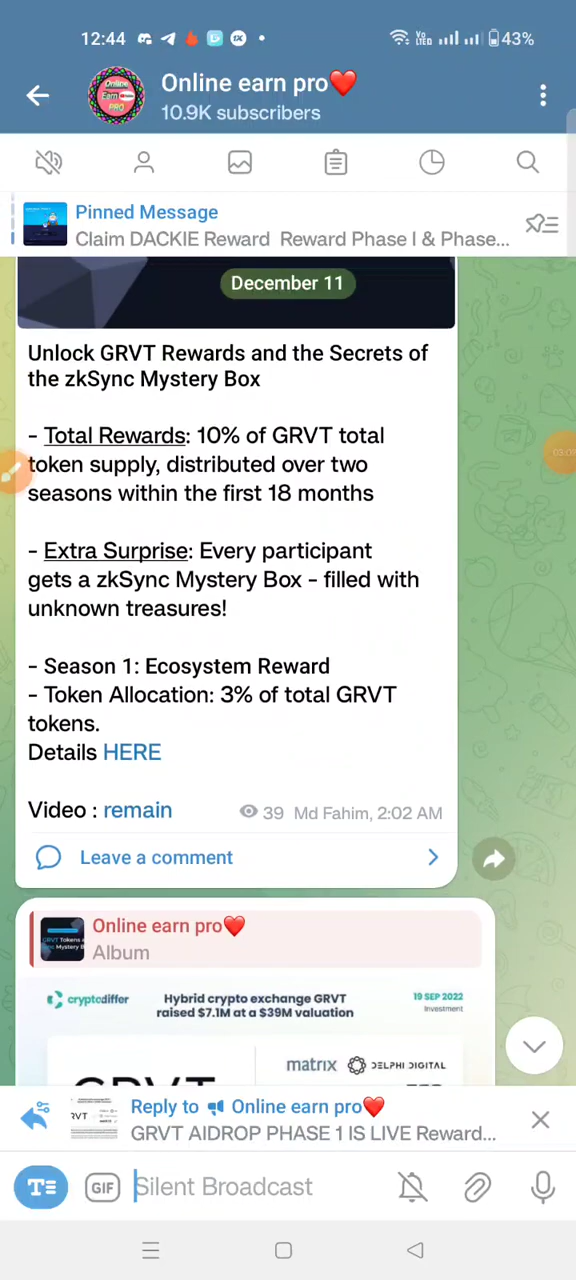 12:44
43%
Online earn pro❤️
10.9K subscribers
Pinned Message
Claim DACKIE Reward Reward Phase I & Phase...
December 11
Unlock GRVT Rewards and the Secrets of
the zkSync Mystery Box
- Total Rewards: 10% of GRVT total
token supply, distributed over two
seasons within the first 18 months
- Extra Surprise: Every participant
gets a zkSync Mystery Box - filled with
unknown treasures!
- Season 1: Ecosystem Reward
- Token Allocation: 3% of total GRVT
tokens.
Details HERE
Video : remain
39 Md Fahim, 2:02 AM
Leave a comment
Online earn pro❤️
Album
cryptodiffer
Hybrid crypto exchange GRVT
raised $7.1M at a $39M valuation
19 SEP 2022
Investment
GRVT
matrix
DELPHI DIGITAL
Reply to Online earn pro❤️
GRVT AIDROP PHASE 1 IS LIVE Reward...
GIF
Silent Broadcast